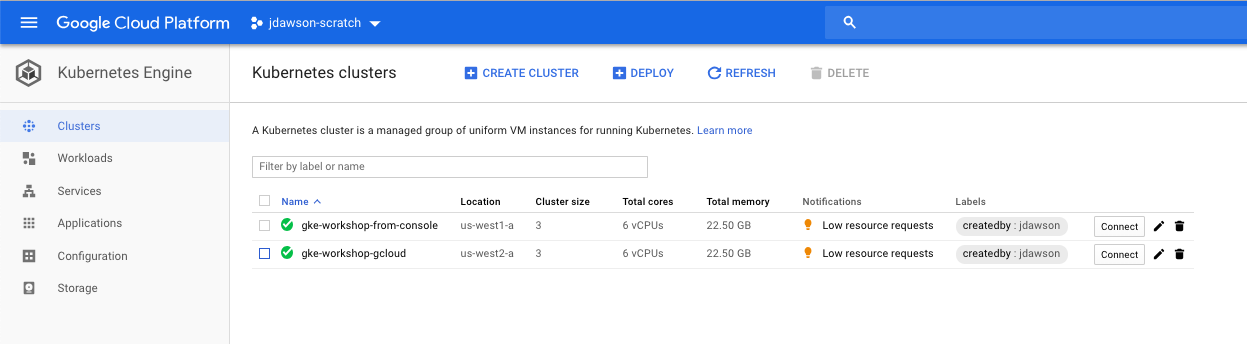 Google Cloud Platform jdawson-scratch
Kubernetes Engine
Kubernetes clusters CREATE CLUSTER DEPLOY REFRESH DELETE
Clusters
Workloads
Services
Applications
Configuration
Storage
A Kubernetes cluster is a managed group of uniform VM instances for running Kubernetes. Learn more
Filter by label or name
Name Location Cluster size Total cores Total memory Notifications Labels
gke-workshop-from-console us-west1-a 3 6 vCPUs 22.50 GB Low resource requests createdby : jdawson Connect
gke-workshop-gcloud us-west2-a 3 6 vCPUs 22.50 GB Low resource requests createdby : jdawson Connect